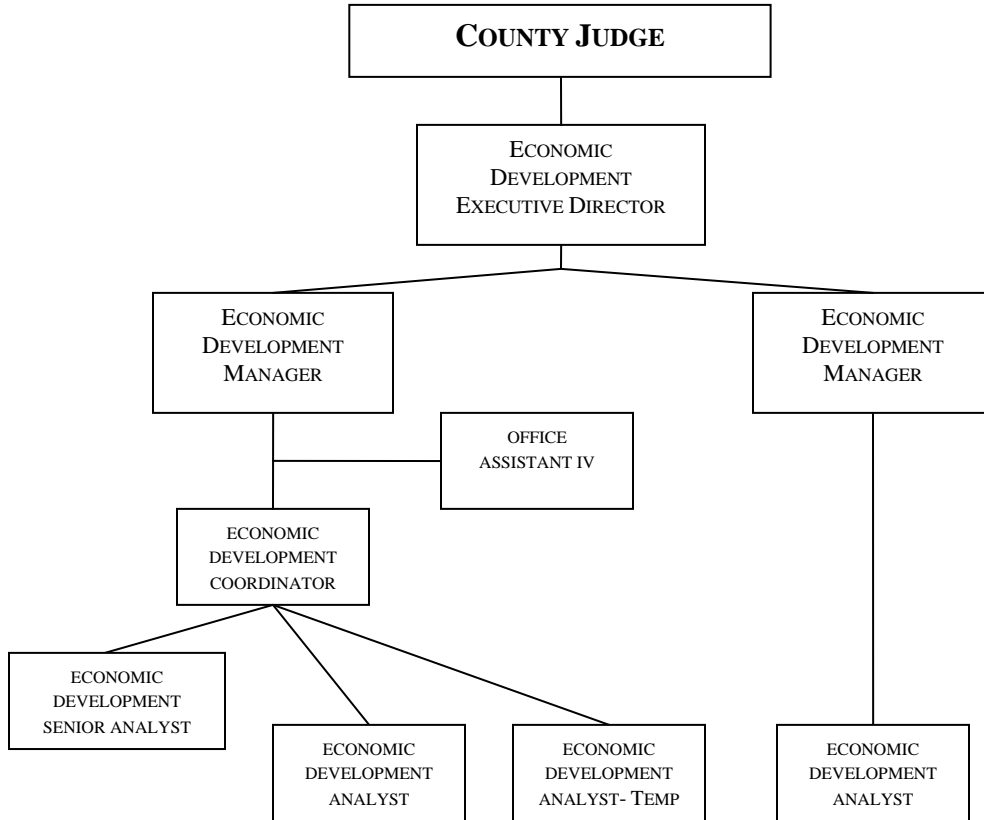 COUNTY JUDGE
ECONOMIC
DEVELOPMENT
EXECUTIVE DIRECTOR
ECONOMIC
DEVELOPMENT
MANAGER
ECONOMIC
DEVELOPMENT
MANAGER
OFFICE
ASSISTANT IV
ECONOMIC
DEVELOPMENT
COORDINATOR
ECONOMIC
DEVELOPMENT
SENIOR ANALYST
ECONOMIC
DEVELOPMENT
ANALYST
ECONOMIC
DEVELOPMENT
ANALYST- TEMP
ECONOMIC
DEVELOPMENT
ANALYST